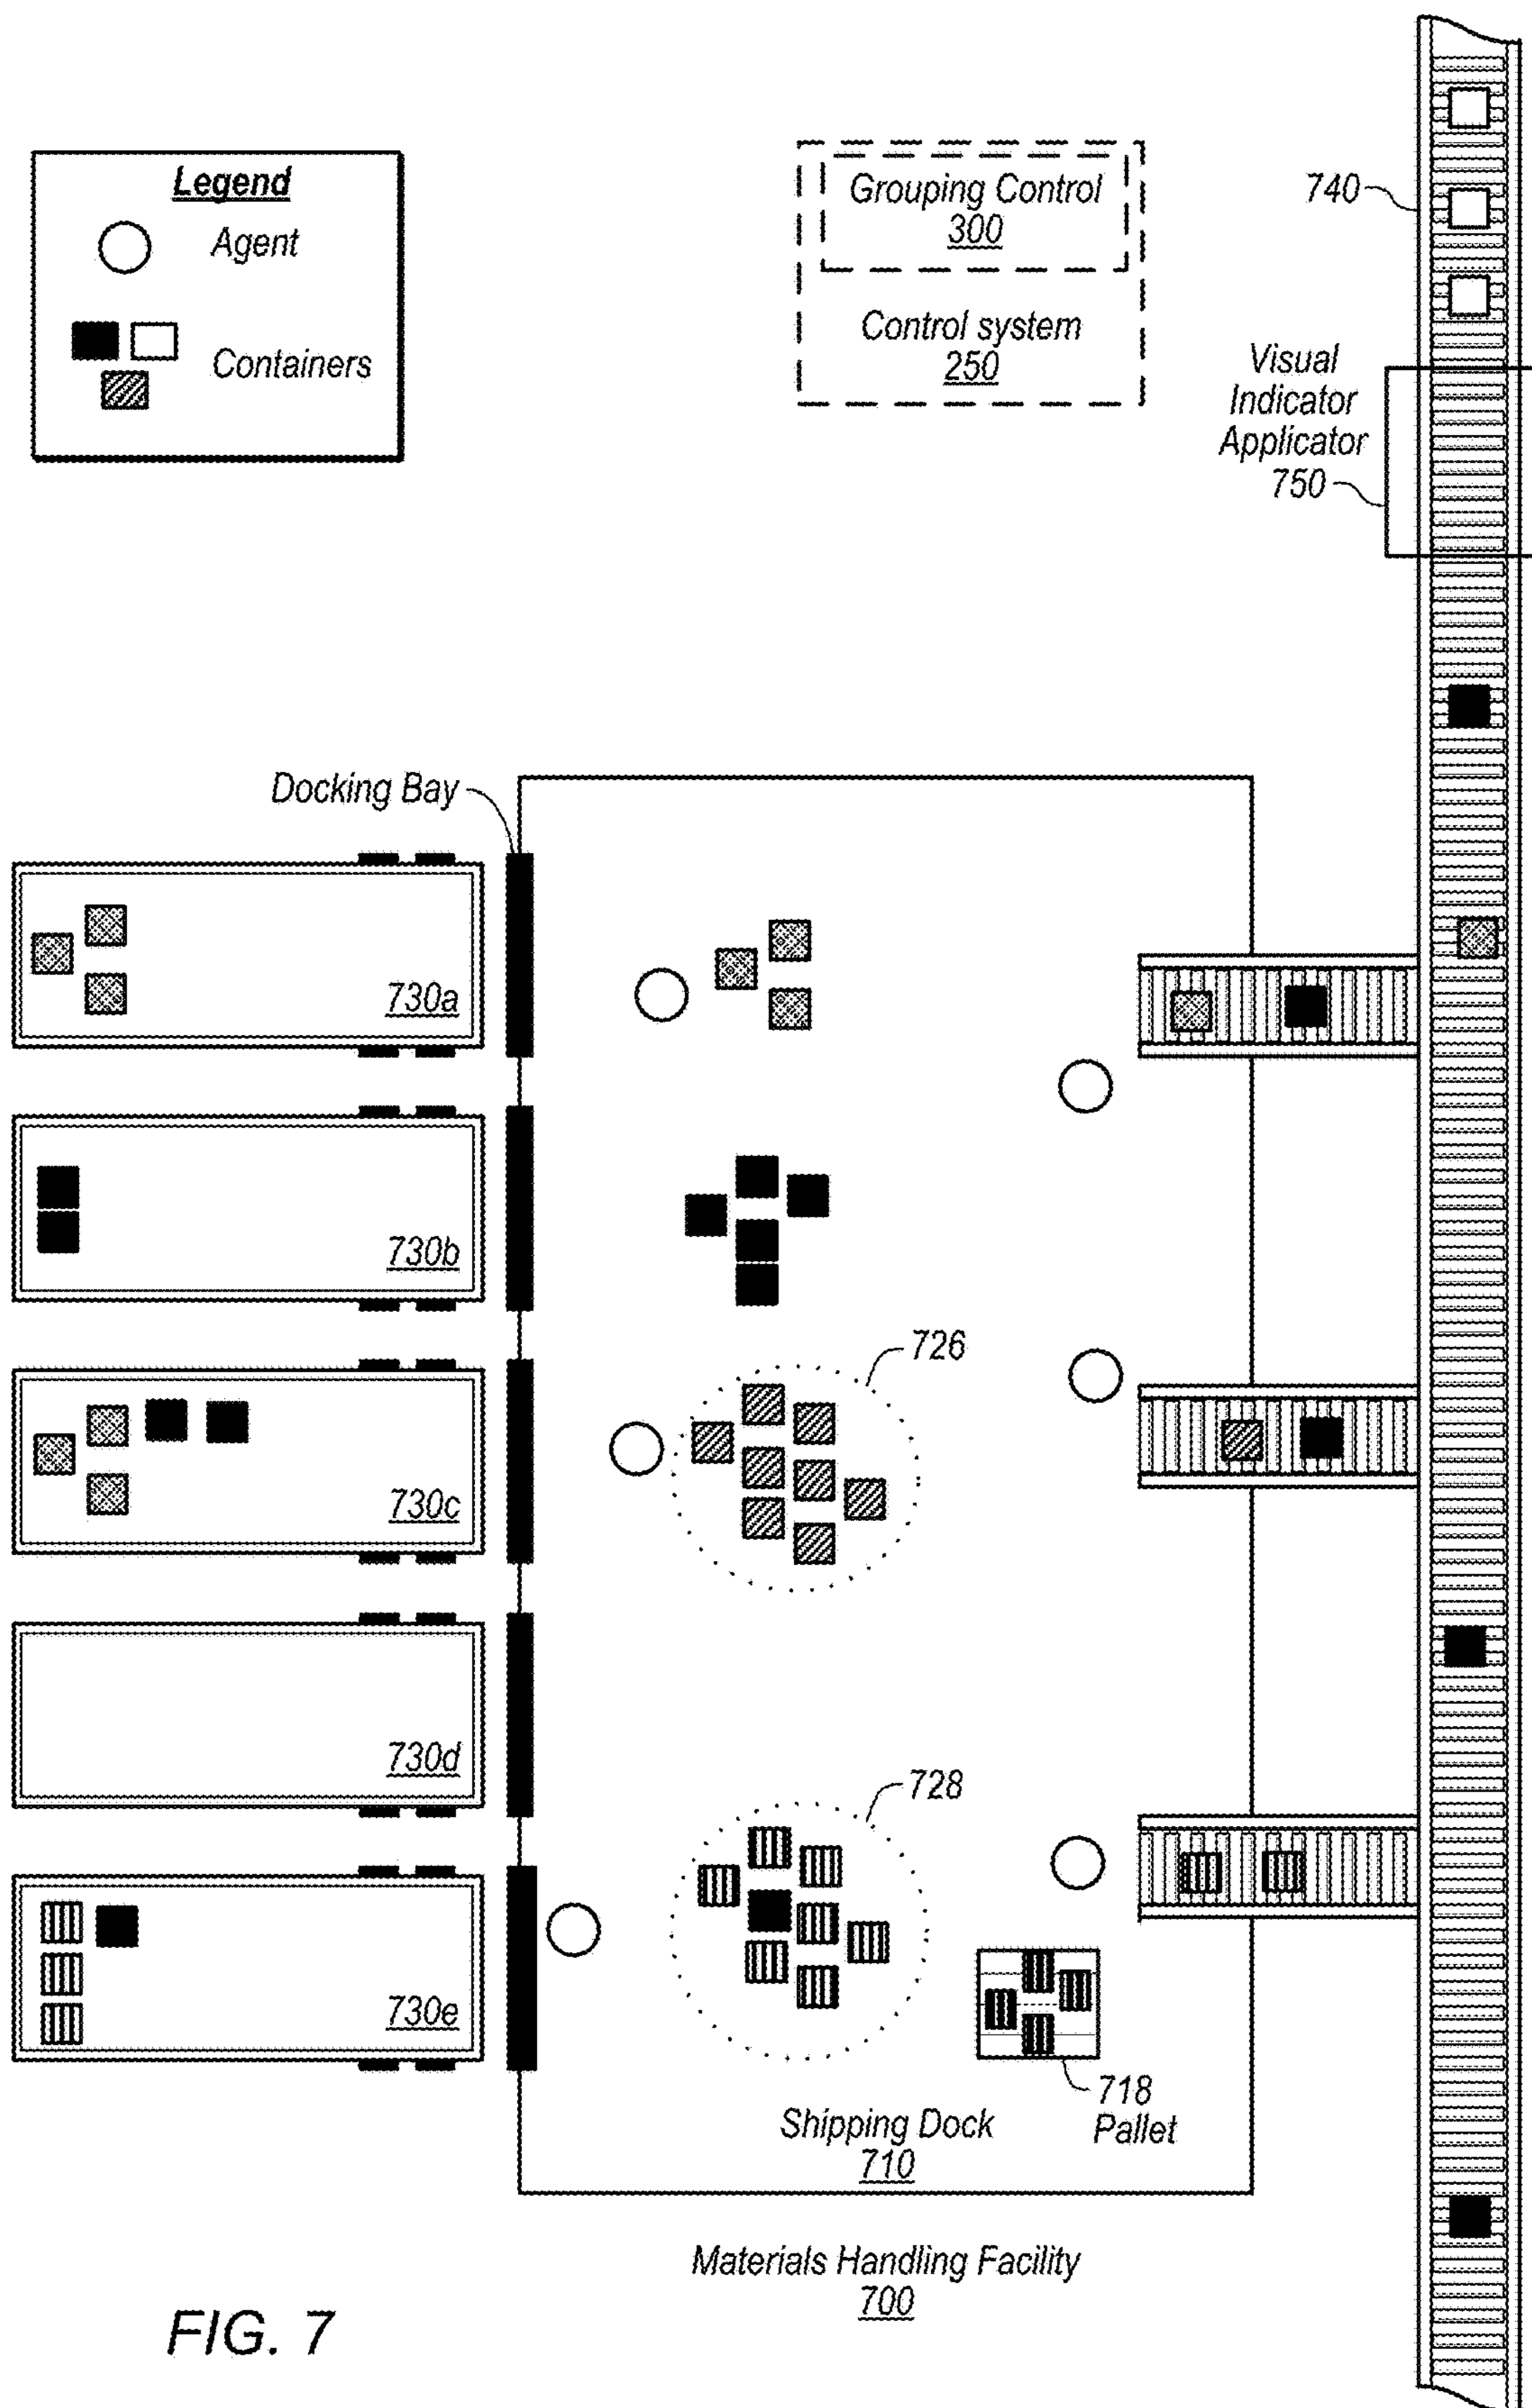 Legend
Agent
Containers
Grouping Control
300
Control system
250
740
Visual
Indicator
Applicator
750
Docking Bay
730a
730b
726
730c
730d
728
730e
718
Pallet
Shipping Dock
710
Materials Handling Facility
700
FIG. 7